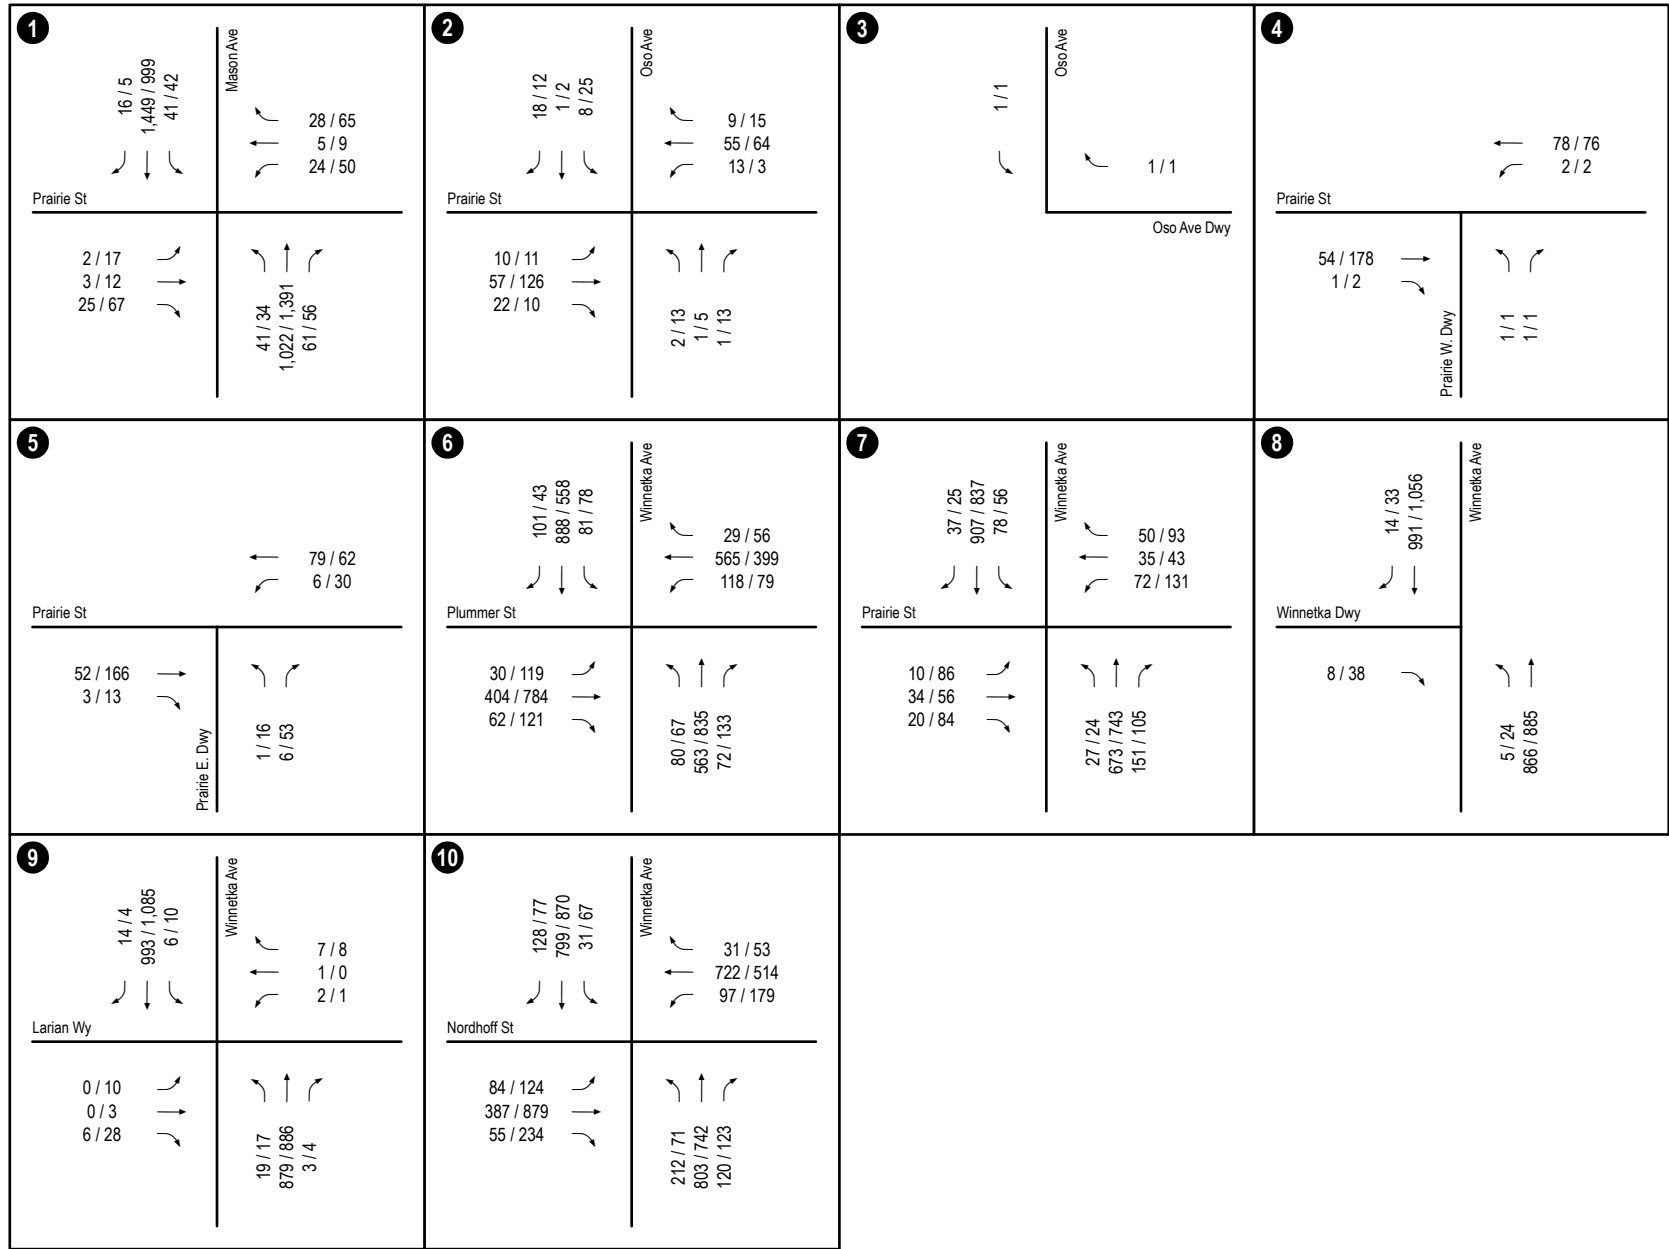 1
Mason Ave
16 / 5
1,449 / 999
41 / 42
28 / 65
5 / 9
24 / 50
Prairie St
2 / 17
3 / 12
25 / 67
41 / 34
1,022 / 1,391
61 / 56
2
Oso Ave
18 / 12
1 / 2
8 / 25
9 / 15
55 / 64
13 / 3
Prairie St
10 / 11
57 / 126
22 / 10
2 / 13
1 / 5
1 / 13
3
Oso Ave
1 / 1
1 / 1
Oso Ave Dwy
4
78 / 76
2 / 2
Prairie St
54 / 178
1 / 2
Prairie W. Dwy
1 / 1
1 / 1
5
79 / 62
6 / 30
Prairie St
52 / 166
3 / 13
Prairie E. Dwy
1 / 16
6 / 53
6
Winnetka Ave
101 / 43
888 / 558
81 / 78
29 / 56
565 / 399
118 / 79
Plummer St
30 / 119
404 / 784
62 / 121
80 / 67
563 / 835
72 / 133
7
Winnetka Ave
37 / 25
907 / 837
78 / 56
50 / 93
35 / 43
72 / 131
Prairie St
10 / 86
34 / 56
20 / 84
27 / 24
673 / 743
151 / 105
8
Winnetka Ave
14 / 33
991 / 1,056
Winnetka Dwy
8 / 38
5 / 24
866 / 885
9
Winnetka Ave
14 / 4
993 / 1,085
6 / 10
7 / 8
1 / 0
2 / 1
Larian Wy
0 / 10
0 / 3
6 / 28
19 / 17
879 / 886
3 / 4
10
Winnetka Ave
128 / 77
799 / 870
31 / 67
31 / 53
722 / 514
97 / 179
Nordhoff St
84 / 124
387 / 879
55 / 234
212 / 71
803 / 742
120 / 123